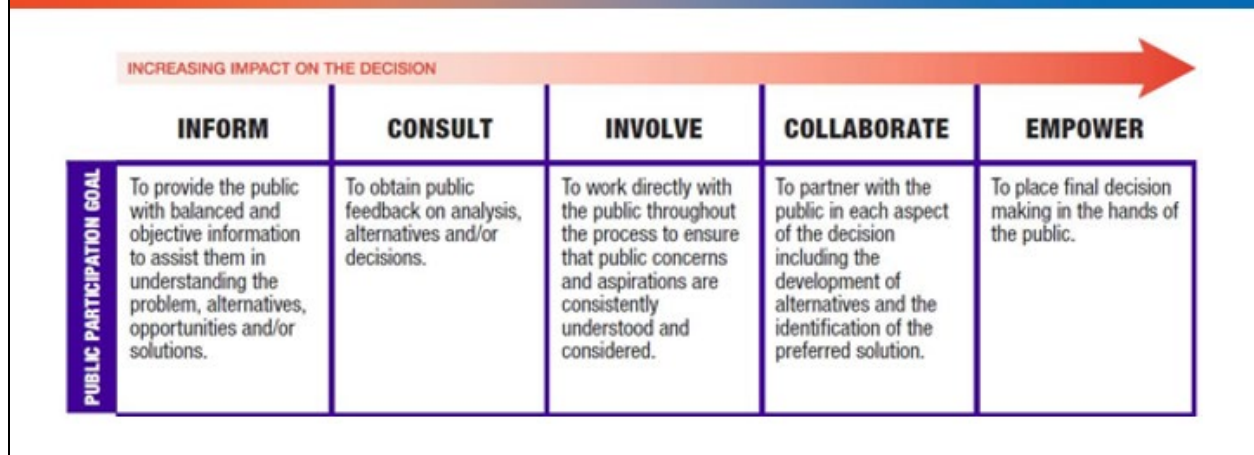 INCREASING IMPACT ON THE DECISION
INFORM
CONSULT
INVOLVE
COLLABORATE
EMPOWER
PUBLIC PARTICIPATION GOAL
To provide the public
with balanced and
objective information
to assist them in
understanding the
problem, alternatives,
opportunities and/or
solutions.
To obtain public
feedback on analysis,
alternatives and/or
decisions.
To work directly with
the public throughout
the process to ensure
that public concerns
and aspirations are
consistently
understood and
considered.
To partner with the
public in each aspect
of the decision
including the
development of
alternatives and the
identification of the
preferred solution.
To place final decision
making in the hands of
the public.